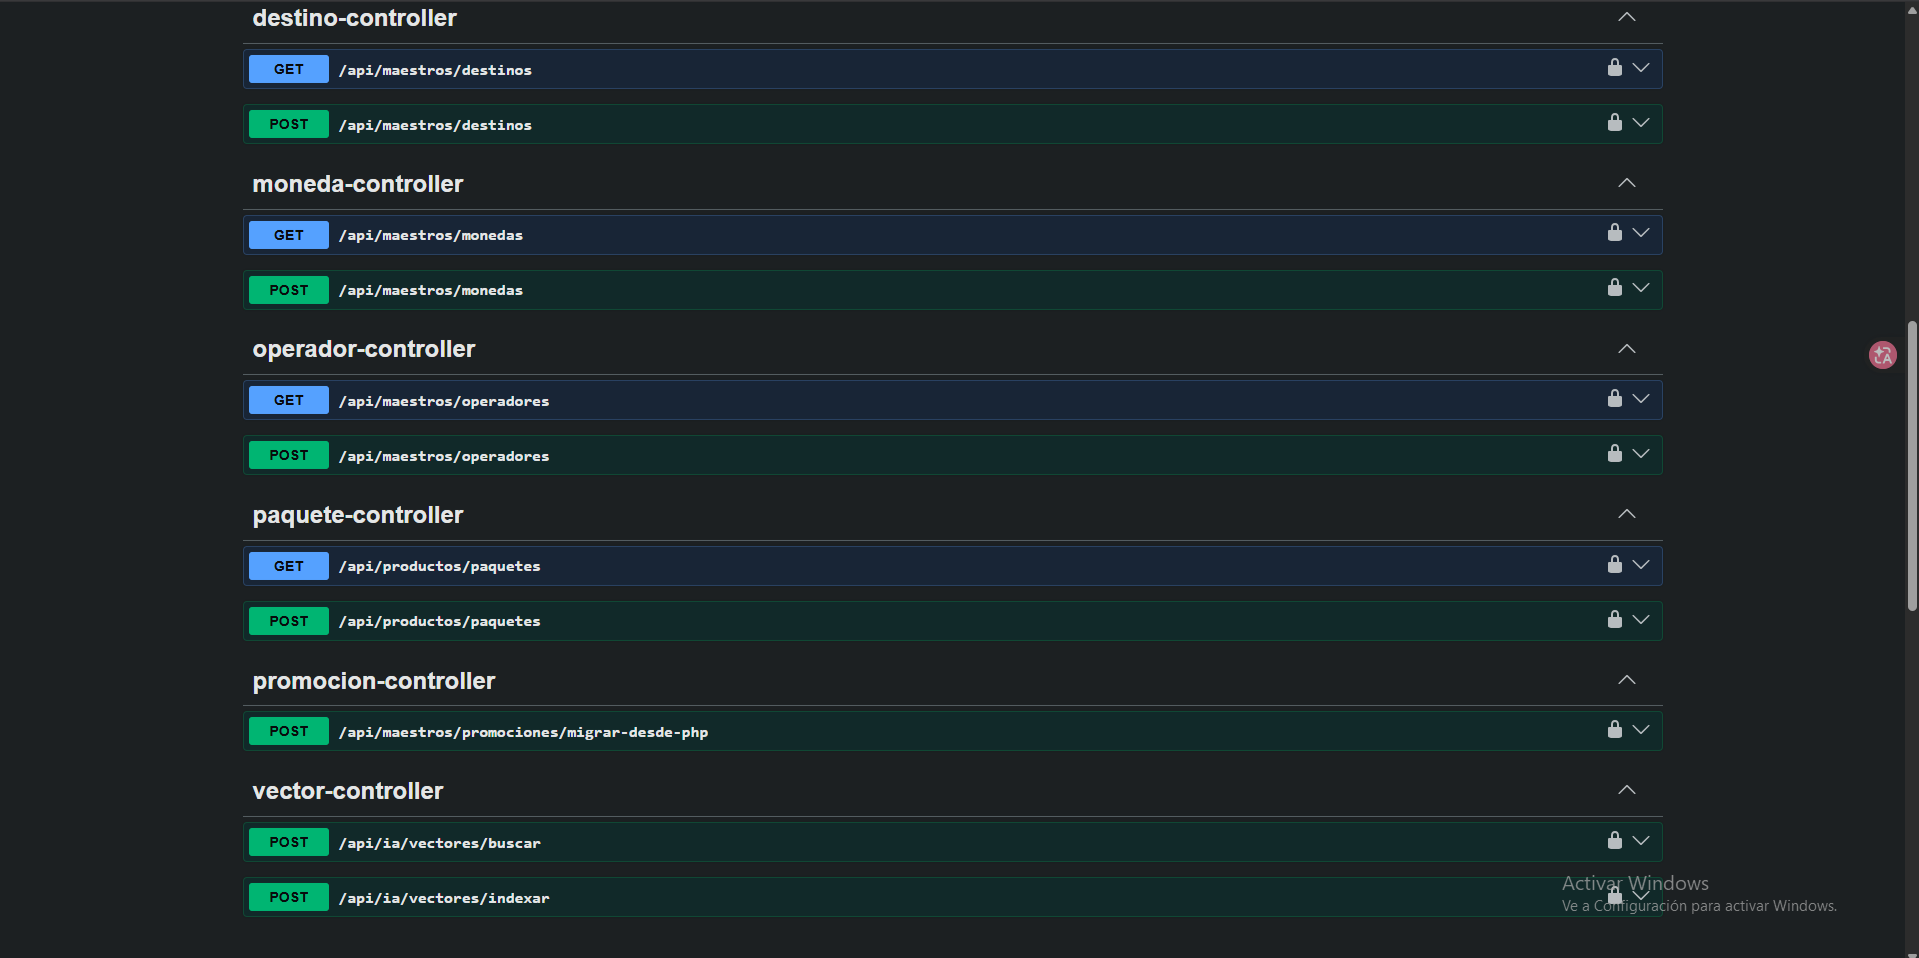 destino-controller
GET /api/maestros/destinos
POST /api/maestros/destinos
moneda-controller
GET /api/maestros/monedas
POST /api/maestros/monedas
operador-controller
GET /api/maestros/operadores
POST /api/maestros/operadores
paquete-controller
GET /api/productos/paquetes
POST /api/productos/paquetes
promocion-controller
POST /api/maestros/promociones/migrar-desde-php
vector-controller
POST /api/ia/vectores/buscar
POST /api/ia/vectores/indexar
Activar Windows
Ve a Configuración para activar Windows.